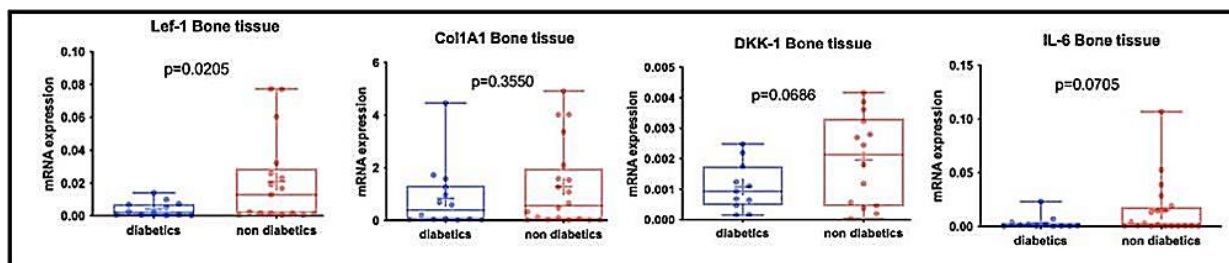 Lef-1 Bone tissue
p=0.0205
mRNA expression
0.10
0.08
0.06
0.04
0.02
0.00
diabetics
non diabetics
Col1A1 Bone tissue
p=0.3550
mRNA expression
6
4
2
0
diabetics
non diabetics
DKK-1 Bone tissue
p=0.0686
mRNA expression
0.005
0.004
0.003
0.002
0.001
0.000
diabetics
non diabetics
IL-6 Bone tissue
p=0.0705
mRNA expression
0.15
0.10
0.05
0.00
diabetics
non diabetics